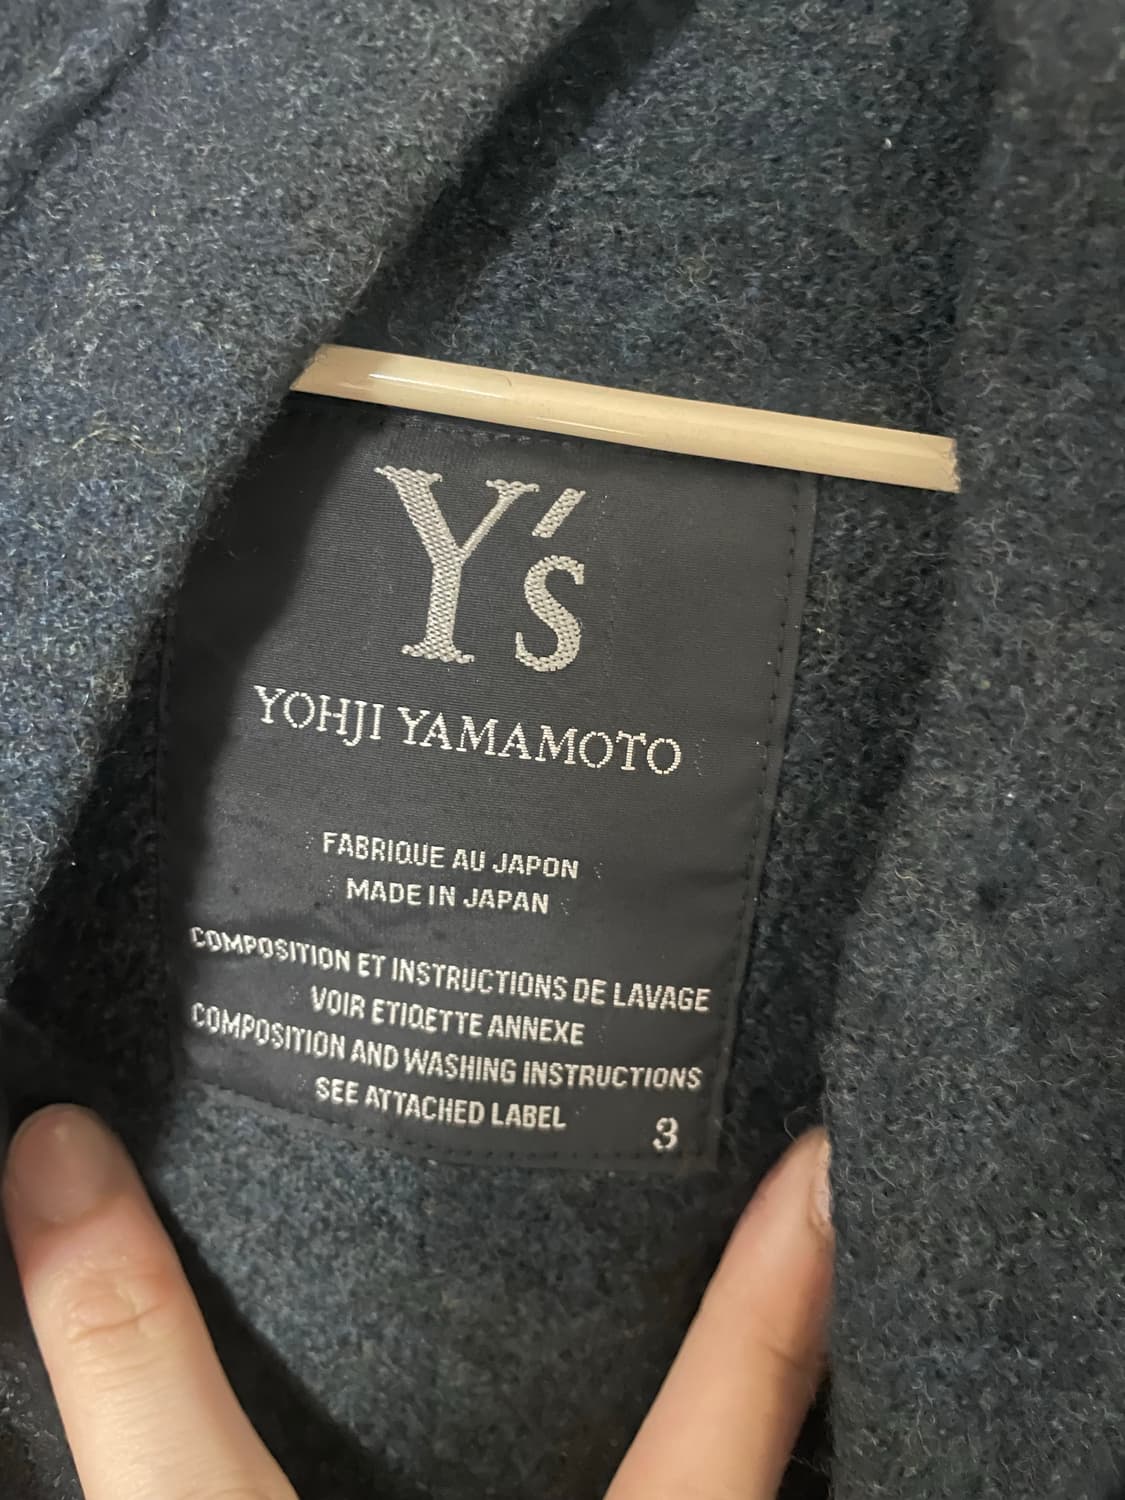 Y's
YOHJI YAMAMOTO
FABRIQUE AU JAPON
MADE IN JAPAN
COMPOSITION ET INSTRUCTIONS DE LAVAGE
VOIR ETIQETTE ANNEXE
COMPOSITION AND WASHING INSTRUCTIONS
SEE ATTACHED LABEL
3